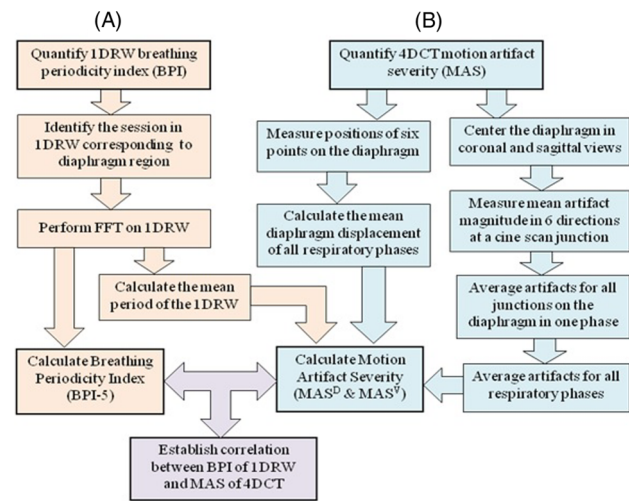 (A)
Quantify 1DRW breathing
periodicity index (BPI)
Identify the session in
1DRW corresponding to
diaphragm region
Perform FFT on 1DRW
Calculate the mean
period of the 1DRW
Calculate Breathing
Periodicity Index
(BPI-5)
(B)
Quantify 4DCT motion artifact
severity (MAS)
Measure positions of six
points on the diaphragm
Calculate the mean
diaphragm displacement
of all respiratory phases
Calculate Motion
Artifact Severity
(MASᴰ & MASⱽ)
Center the diaphragm in
coronal and sagittal views
Measure mean artifact
magnitude in 6 directions
at a cine scan junction
Average artifacts for all
junctions on the
diaphragm in one phase
Average artifacts for all
respiratory phases
Establish correlation
between BPI of 1DRW
and MAS of 4DCT